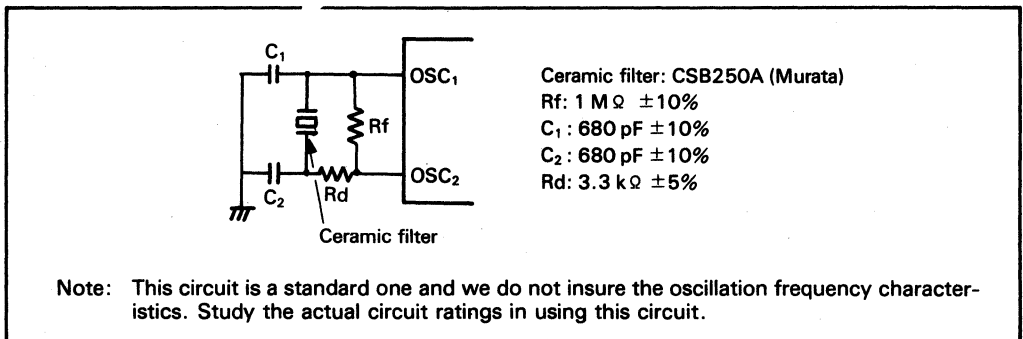 C₁
OSC₁
Rf
OSC₂
Rd
C₂
Ceramic filter
Ceramic filter: CSB250A (Murata)
Rf: 1 MΩ ±10%
C₁ : 680 pF ±10%
C₂ : 680 pF ±10%
Rd: 3.3 kΩ ±5%
Note: This circuit is a standard one and we do not insure the oscillation frequency character-
istics. Study the actual circuit ratings in using this circuit.